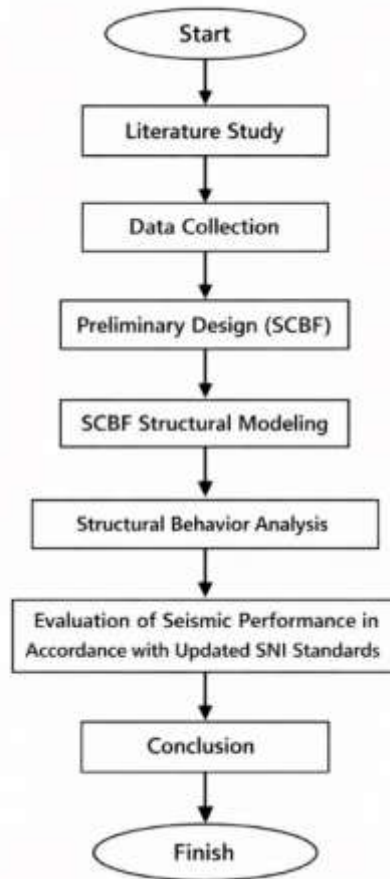 Start
Literature Study
Data Collection
Preliminary Design (SCBF)
SCBF Structural Modeling
Structural Behavior Analysis
Evaluation of Seismic Performance in
Accordance with Updated SNI Standards
Conclusion
Finish